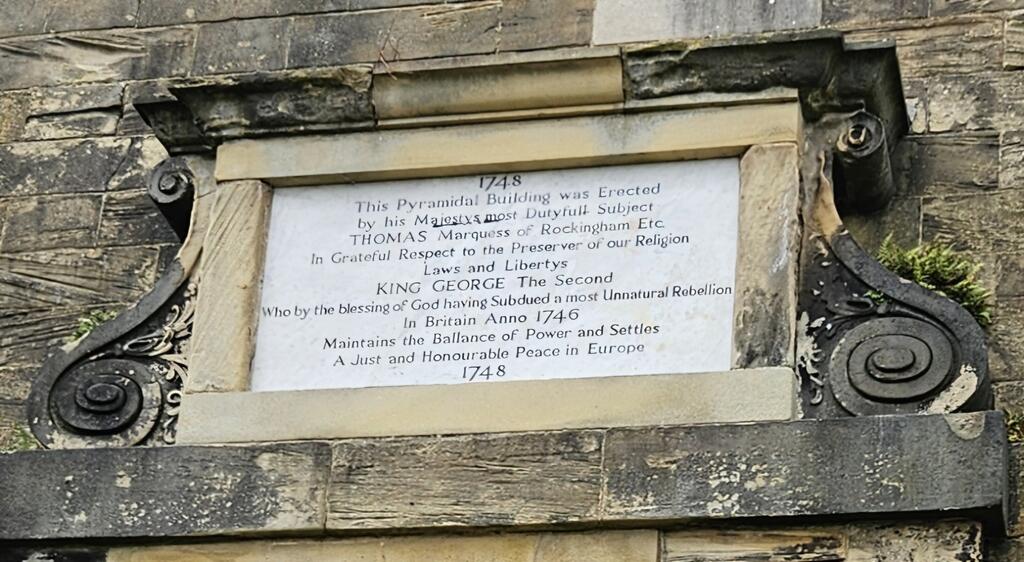 1748
This Pyramidal Building was Erected
by his Majestys most Dutyfull Subject
THOMAS Marquess of Rockingham Etc.
In Grateful Respect to the Preserver of our Religion
Laws and Libertys
KING GEORGE The Second
Who by the blessing of God having Subdued a most Unnatural Rebellion
In Britain Anno 1746
Maintains the Ballance of Power and Settles
A Just and Honourable Peace in Europe
1748